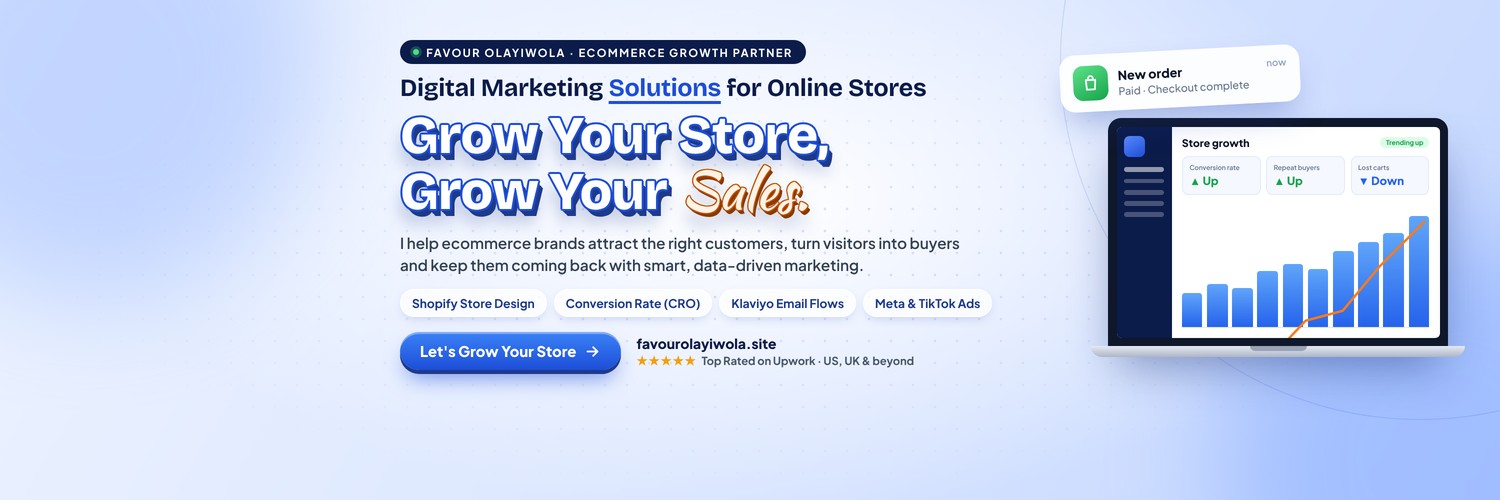 FAVOUR OLAYIWOLA · ECOMMERCE GROWTH PARTNER
Digital Marketing Solutions for Online Stores
Grow Your Store,
Grow Your Sales.
I help ecommerce brands attract the right customers, turn visitors into buyers
and keep them coming back with smart, data-driven marketing.
Shopify Store Design
Conversion Rate (CRO)
Klaviyo Email Flows
Meta & TikTok Ads
Let's Grow Your Store →
favourolayiwola.site
★★★★★ Top Rated on Upwork · US, UK & beyond
New order
now
Paid · Checkout complete
Store growth
Trending up
Conversion rate
▲ Up
Repeat buyers
▲ Up
Lost carts
▼ Down